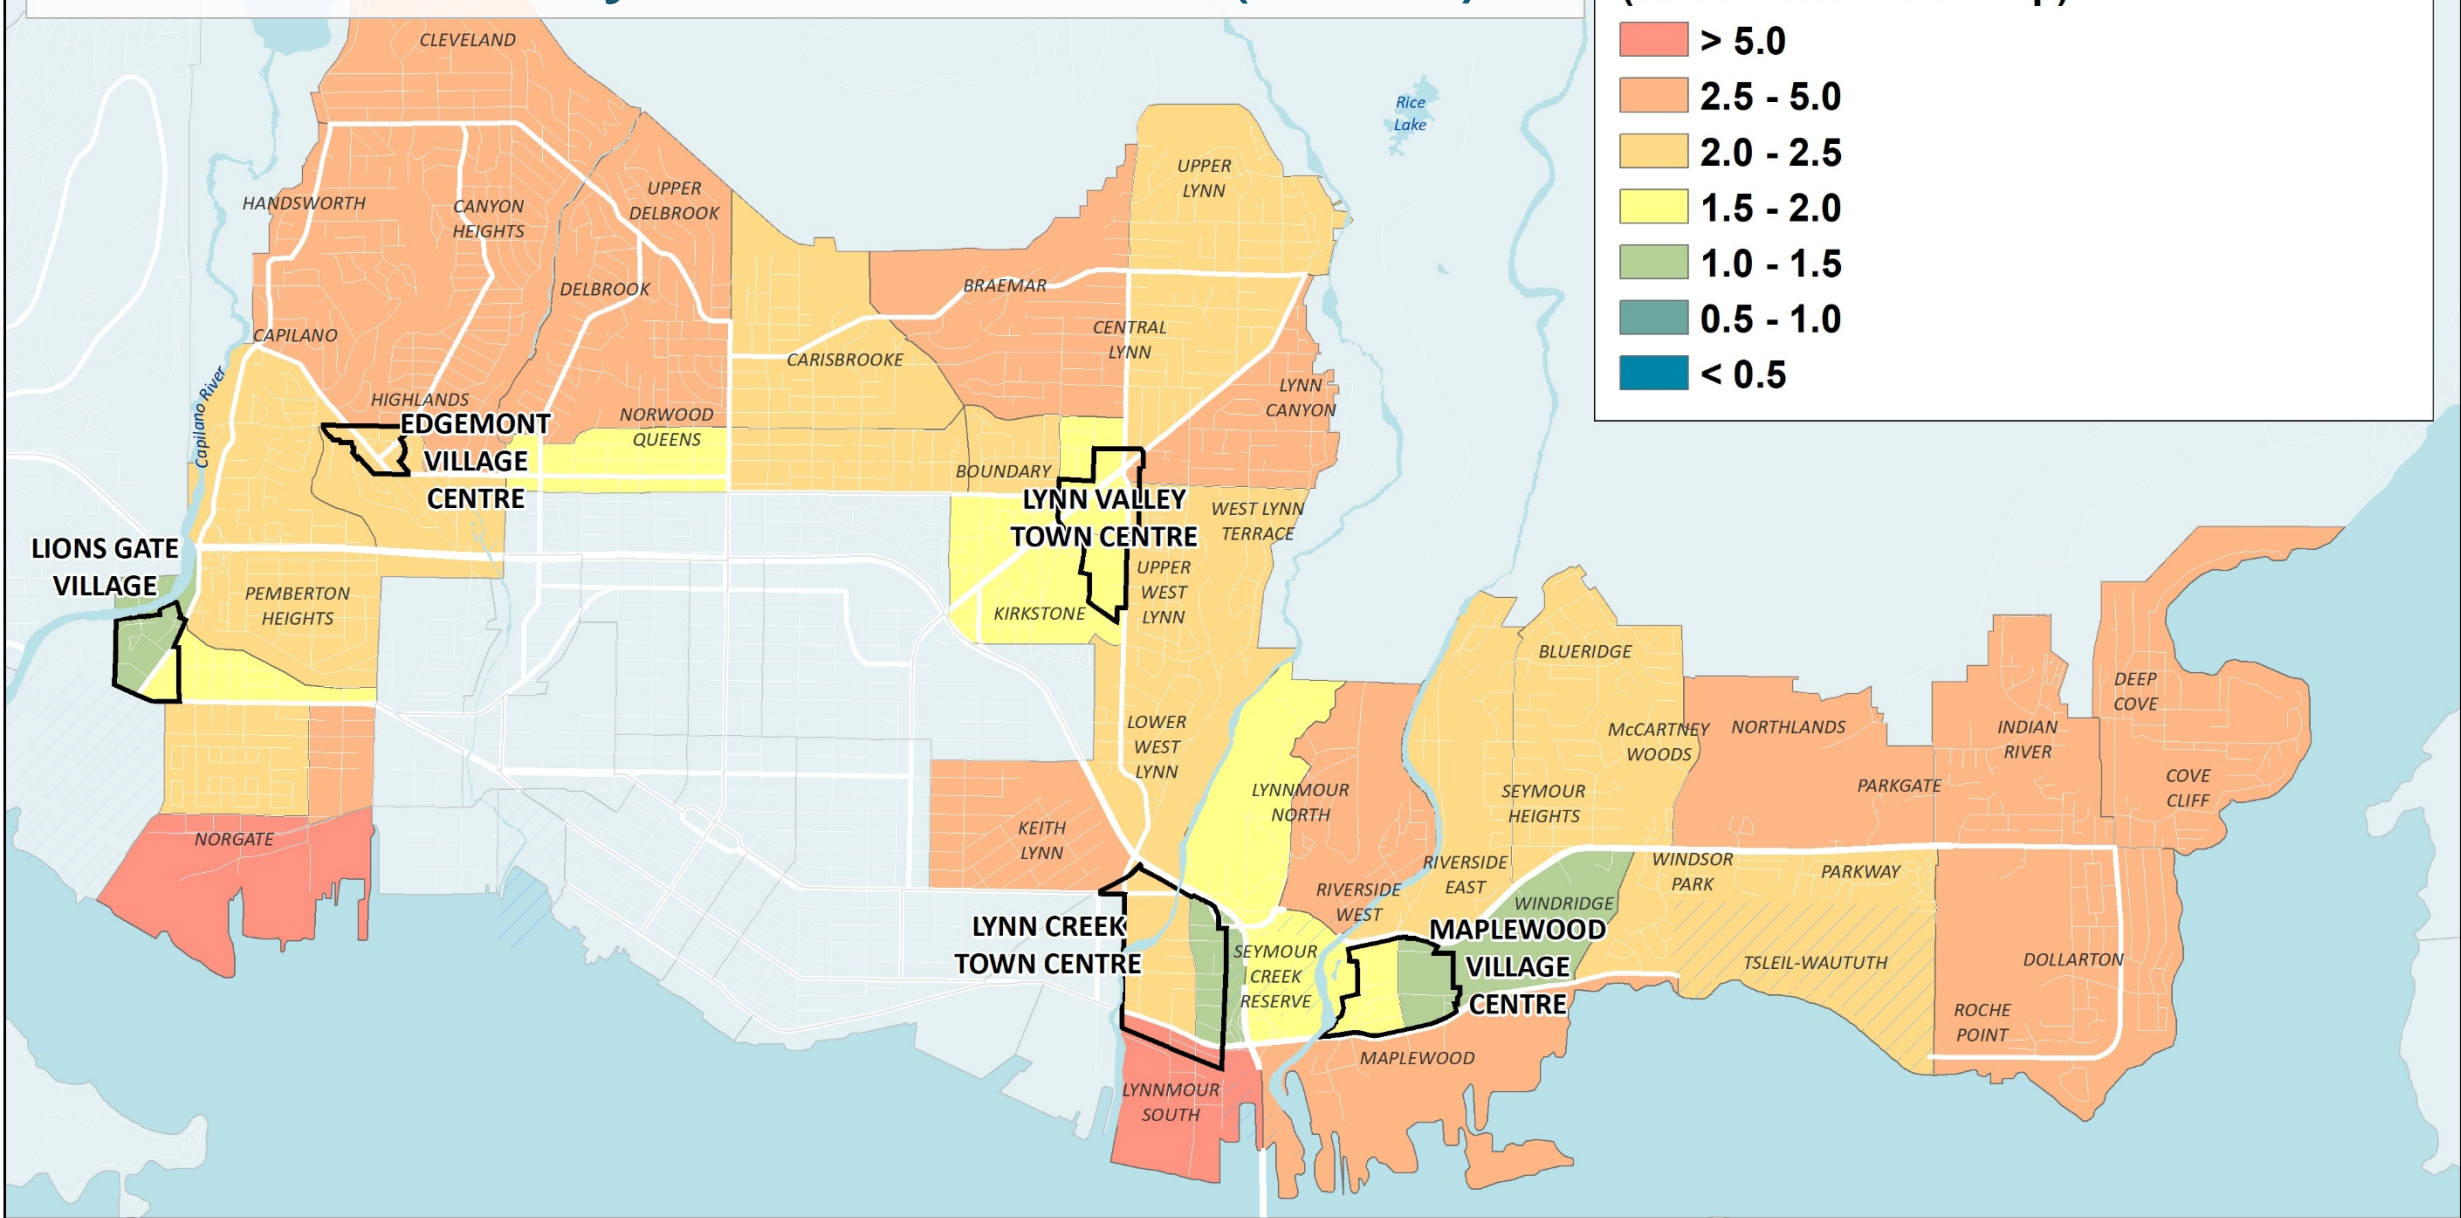 > 5.0
2.5 - 5.0
2.0 - 2.5
1.5 - 2.0
1.0 - 1.5
0.5 - 1.0
< 0.5
CLEVELAND
Rice
Lake
UPPER
LYNN
HANDSWORTH
CANYON
HEIGHTS
UPPER
DELBROOK
DELBROOK
BRAEMAR
CAPILANO
CENTRAL
LYNN
CARISBROOKE
LYNN
CANYON
Capilano River
HIGHLANDS
NORWOOD
QUEENS
EDGEMONT
VILLAGE
CENTRE
BOUNDARY
LYNN VALLEY
TOWN CENTRE
WEST LYNN
TERRACE
LIONS GATE
VILLAGE
PEMBERTON
HEIGHTS
UPPER
WEST
LYNN
KIRKSTONE
BLUERIDGE
DEEP
COVE
LOWER
WEST
LYNN
McCARTNEY
WOODS
NORTHLANDS
INDIAN
RIVER
LYNNMOUR
NORTH
SEYMOUR
HEIGHTS
PARKGATE
COVE
CLIFF
NORGATE
KEITH
LYNN
RIVERSIDE
EAST
WINDSOR
PARK
PARKWAY
RIVERSIDE
WEST
WINDRIDGE
LYNN CREEK
TOWN CENTRE
SEYMOUR
CREEK
RESERVE
MAPLEWOOD
VILLAGE
CENTRE
TSLEIL-WAUTUTH
DOLLARTON
ROCHE
POINT
MAPLEWOOD
LYNNMOUR
SOUTH